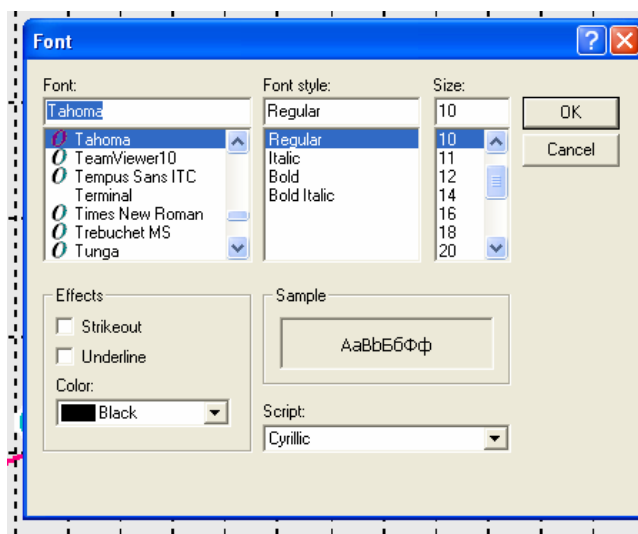 Font
Font: Font style: Size:
Tahoma Regular 10
Tahoma Regular 10 OK
TeamViewer10 Italic 11 Cancel
Tempus Sans ITC Bold 12
Terminal Bold Italic 14
Times New Roman 16
Trebuchet MS 18
Tunga 20
Effects Sample
Strikeout
Underline AaBbБбФф
Color:
Black Script:
Cyrillic